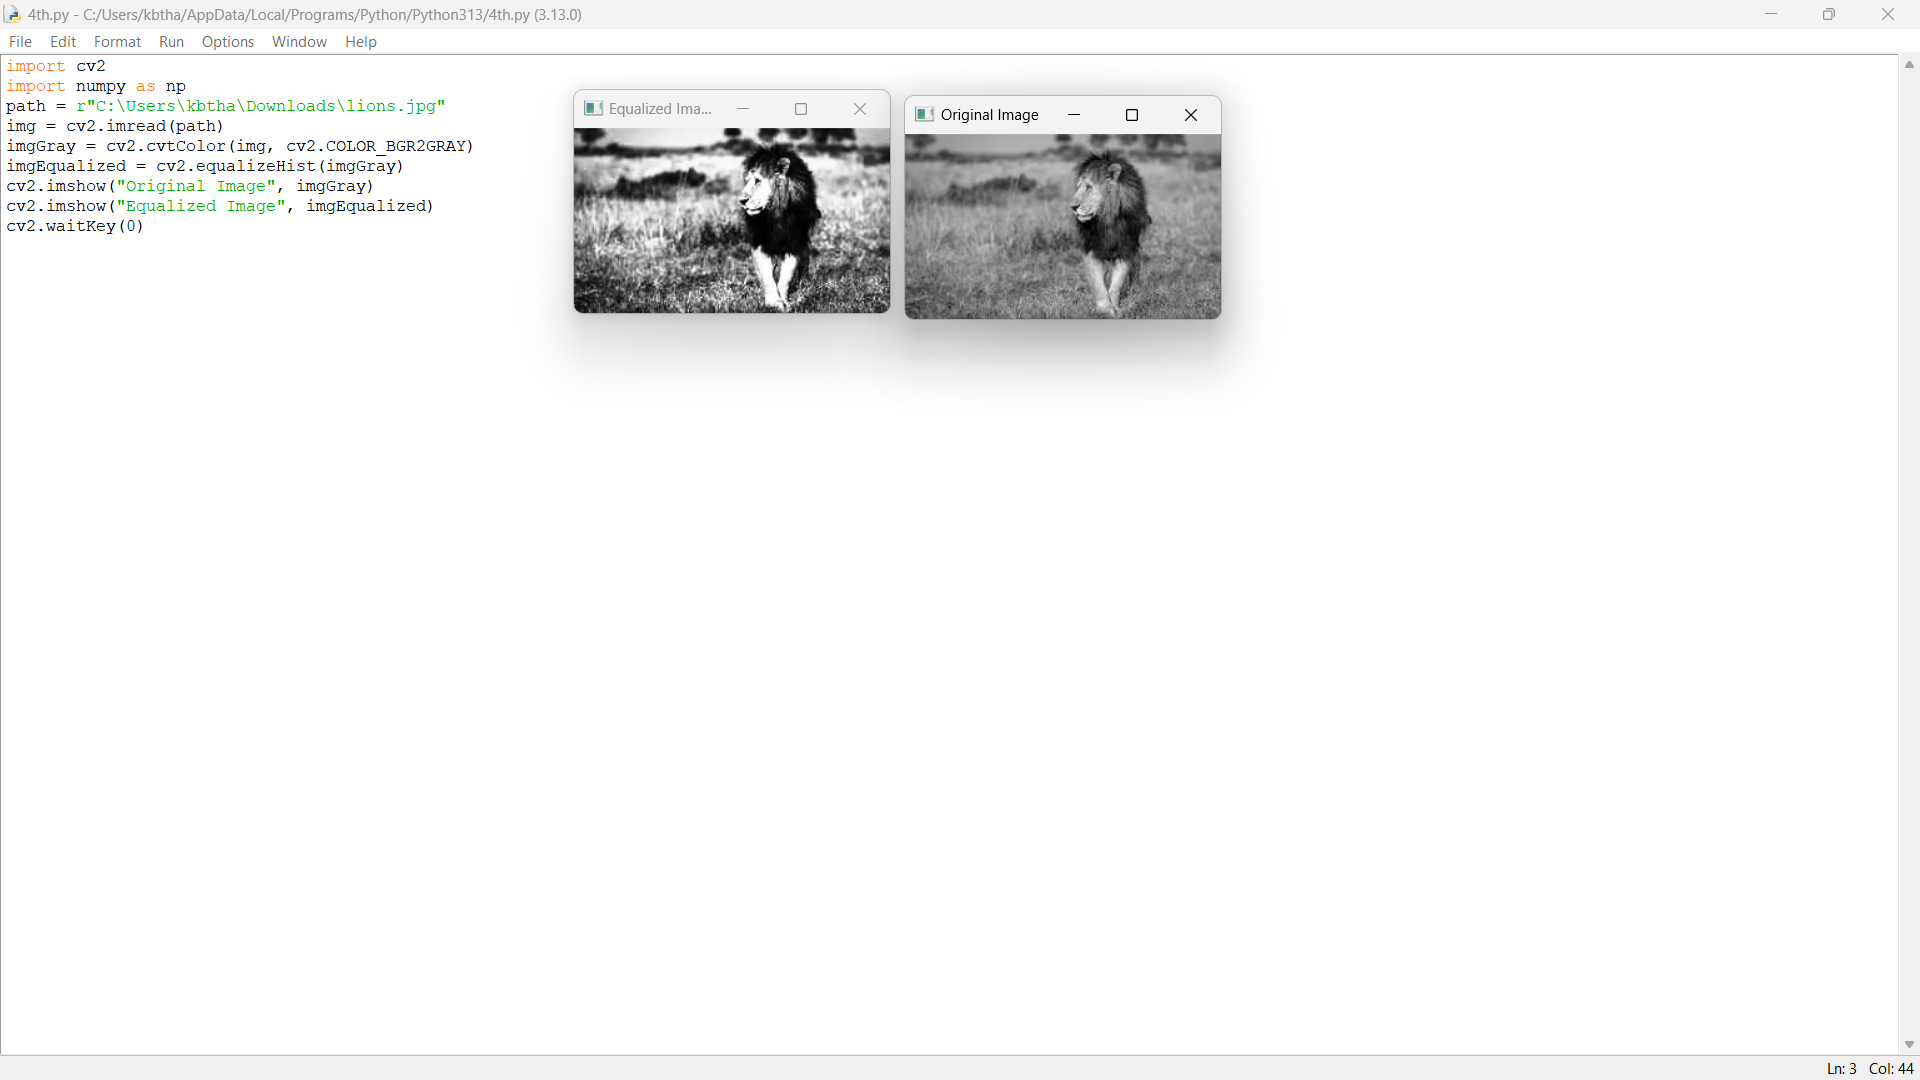 4th.py - C:/Users/kbtha/AppData/Local/Programs/Python/Python313/4th.py (3.13.0)
File Edit Format Run Options Window Help
import cv2
import numpy as np
path = r"C:\Users\kbtha\Downloads\lions.jpg"
img = cv2.imread(path)
imgGray = cv2.cvtColor(img, cv2.COLOR_BGR2GRAY)
imgEqualized = cv2.equalizeHist(imgGray)
cv2.imshow("Original Image", imgGray)
cv2.imshow("Equalized Image", imgEqualized)
cv2.waitKey(0)
Equalized Ima...
Original Image
Ln: 3 Col: 44